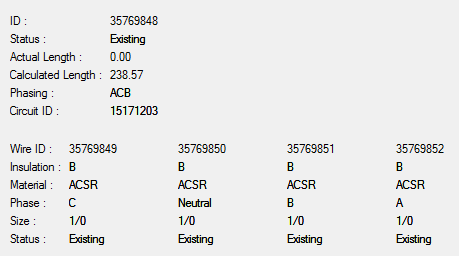 ID : 35769848
Status : Existing
Actual Length : 0.00
Calculated Length : 238.57
Phasing : ACB
Circuit ID : 15171203
Wire ID : 35769849 35769850 35769851 35769852
Insulation : B B B B
Material : ACSR ACSR ACSR ACSR
Phase : C Neutral B A
Size : 1/0 1/0 1/0 1/0
Status : Existing Existing Existing Existing